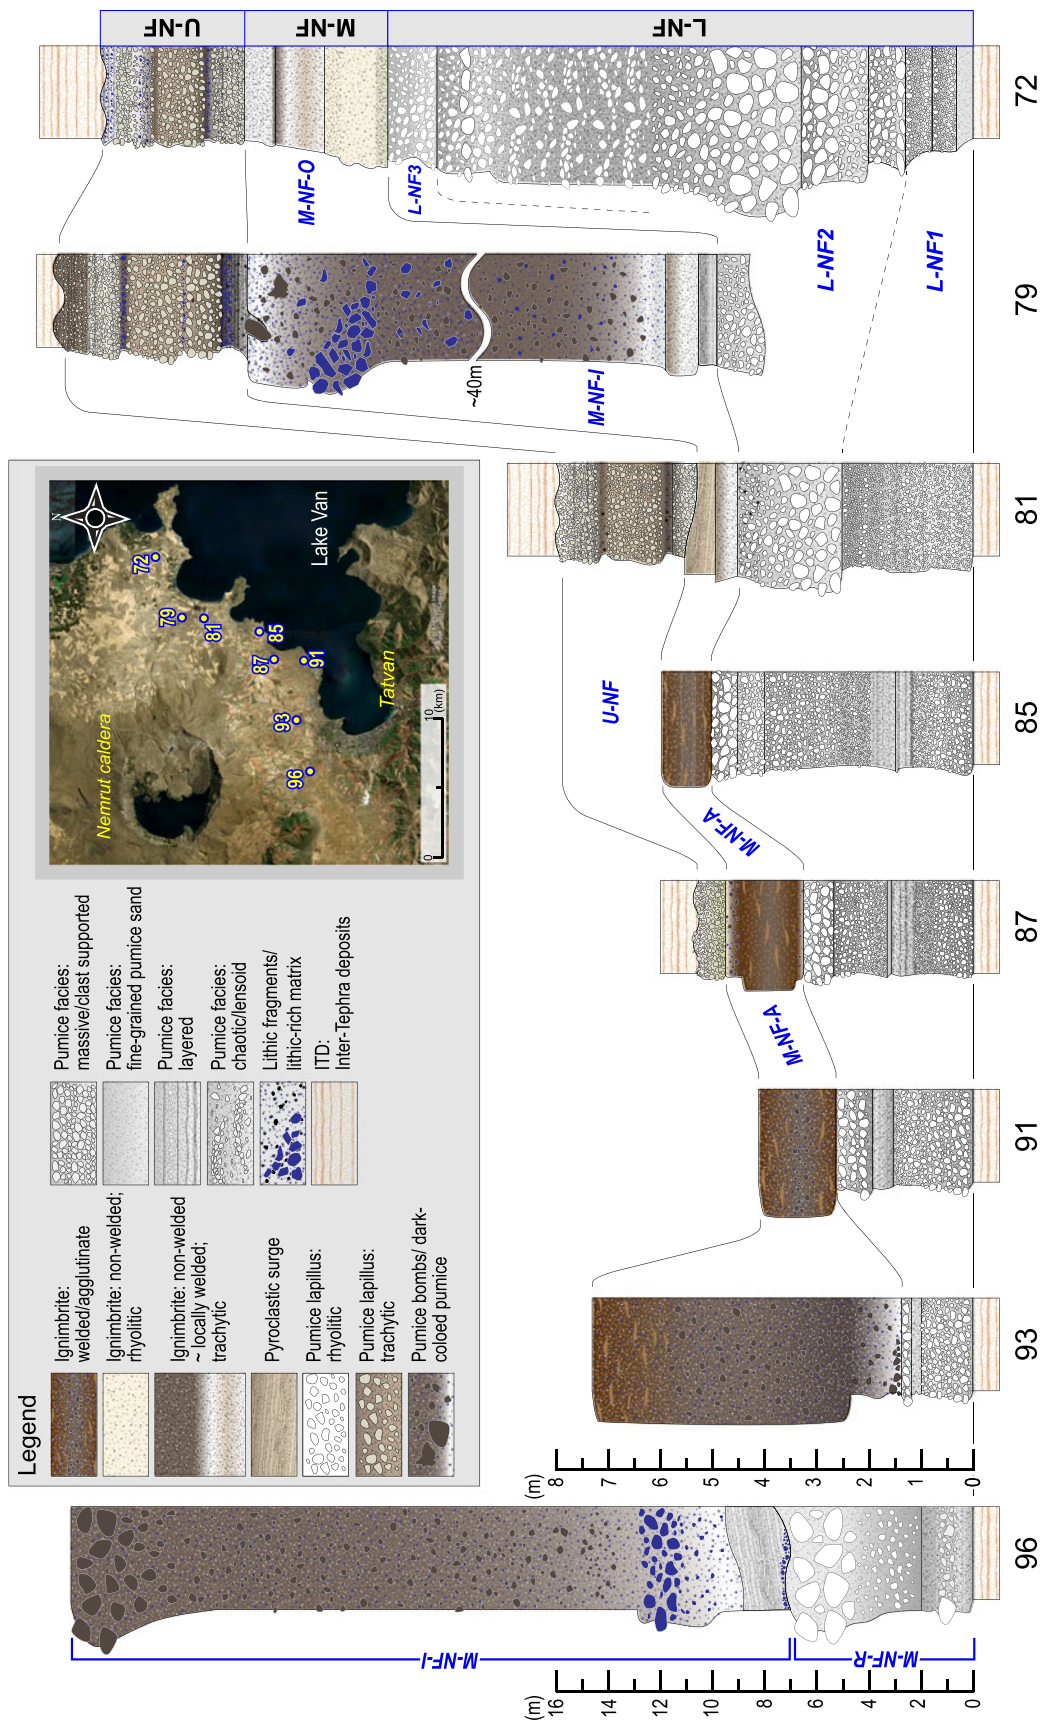 U-NF
M-NF
L-NF
72
M-NF-O
L-NF3
L-NF2
L-NF1
79
~40m
M-NF-I
81
U-NF
85
M-NF-A
87
M-NF-A
91
93
96
(m)
8
7
6
5
4
3
2
1
0
M-NF-I
M-NF-R
(m)
16
14
12
10
8
6
4
2
0
Legend
Ignimbrite:
welded/agglutinate
Ignimbrite: non-welded;
rhyolitic
Ignimbrite: non-welded
~ locally welded;
trachytic
Pyroclastic surge
Pumice lapillus:
rhyolitic
Pumice lapillus:
trachytic
Pumice bombs/ dark-
coloed pumice
Pumice facies:
massive/clast supported
Pumice facies:
fine-grained pumice sand
Pumice facies:
layered
Pumice facies:
chaotic/lensoid
Lithic fragments/
lithic-rich matrix
ITD:
Inter-Tephra deposits
Nemrut caldera
N
72
79
81
85
87
91
93
96
Lake Van
Tatvan
0
10
(km)